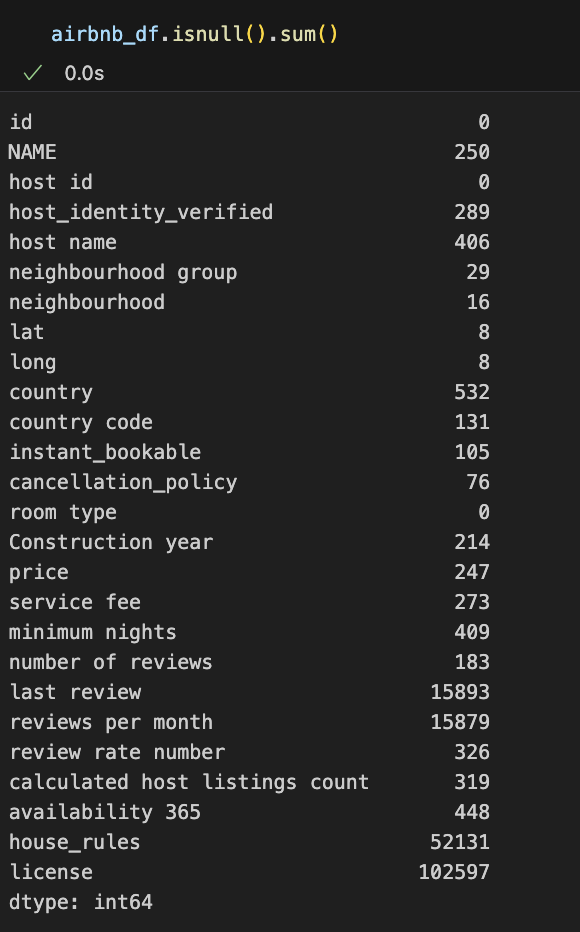 airbnb_df.isnull().sum()
✓ 0.0s
id 0
NAME 250
host id 0
host_identity_verified 289
host name 406
neighbourhood group 29
neighbourhood 16
lat 8
long 8
country 532
country code 131
instant_bookable 105
cancellation_policy 76
room type 0
Construction year 214
price 247
service fee 273
minimum nights 409
number of reviews 183
last review 15893
reviews per month 15879
review rate number 326
calculated host listings count 319
availability 365 448
house_rules 52131
license 102597
dtype: int64